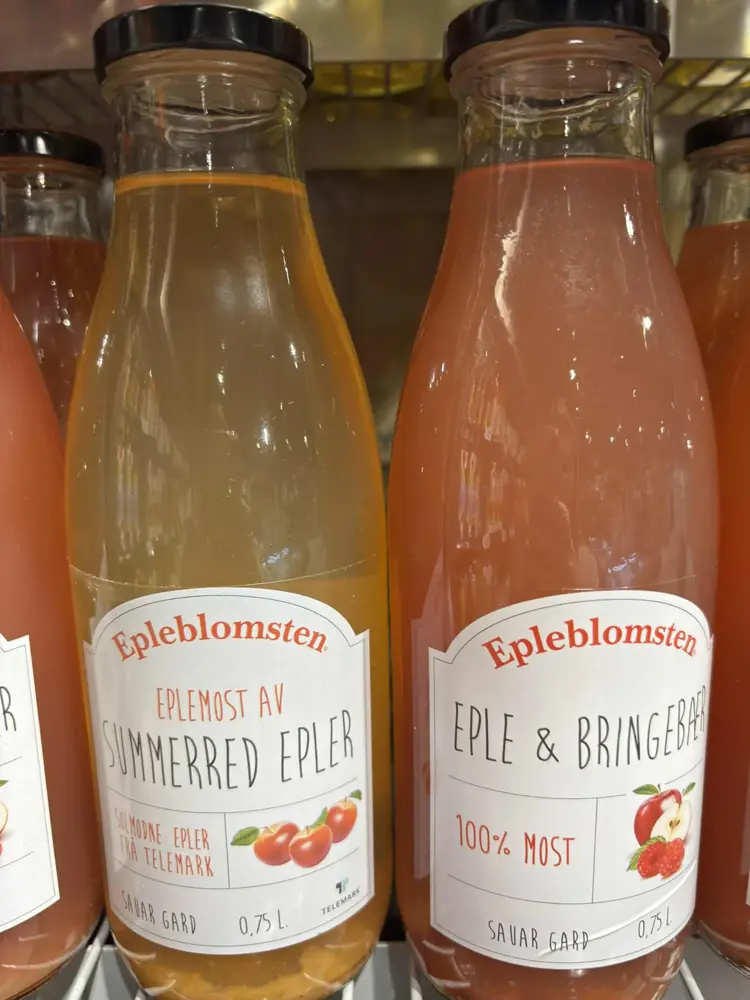 Epleblomsten
EPLEMOST AV
SUMMERRED EPLER
SOLMODNE EPLER
FRA TELEMARK
SAUAR GARD 0,75 L.
TELEMARK
Epleblomsten
EPLE & BRINGEBÆR
100% MOST
SAUAR GARD 0,75 L
R